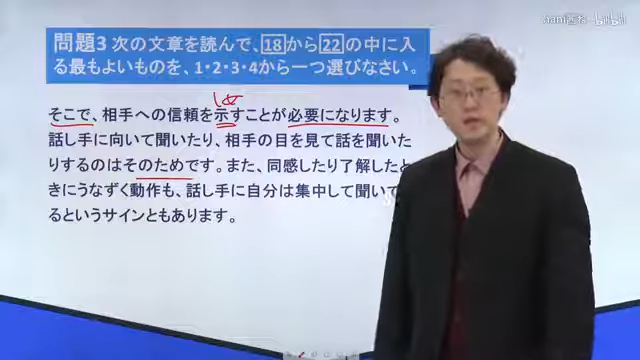 問題3 次の文章を読んで、18から22の中に入
る最もよいものを、1・2・3・4から一つ選びなさい。
しめ
そこで、相手への信頼を示すことが必要になります。
話し手に向いて聞いたり、相手の目を見て話を聞いた
りするのはそのためです。また、同感したり了解したと
きにうなずく動作も、話し手に自分は集中して聞いて
るというサインともあります。